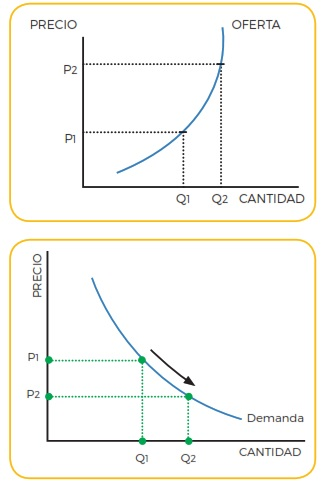 PRECIO
OFERTA
P2
P1
Q1 Q2 CANTIDAD
PRECIO
P1
P2
Demanda
Q1 Q2 CANTIDAD